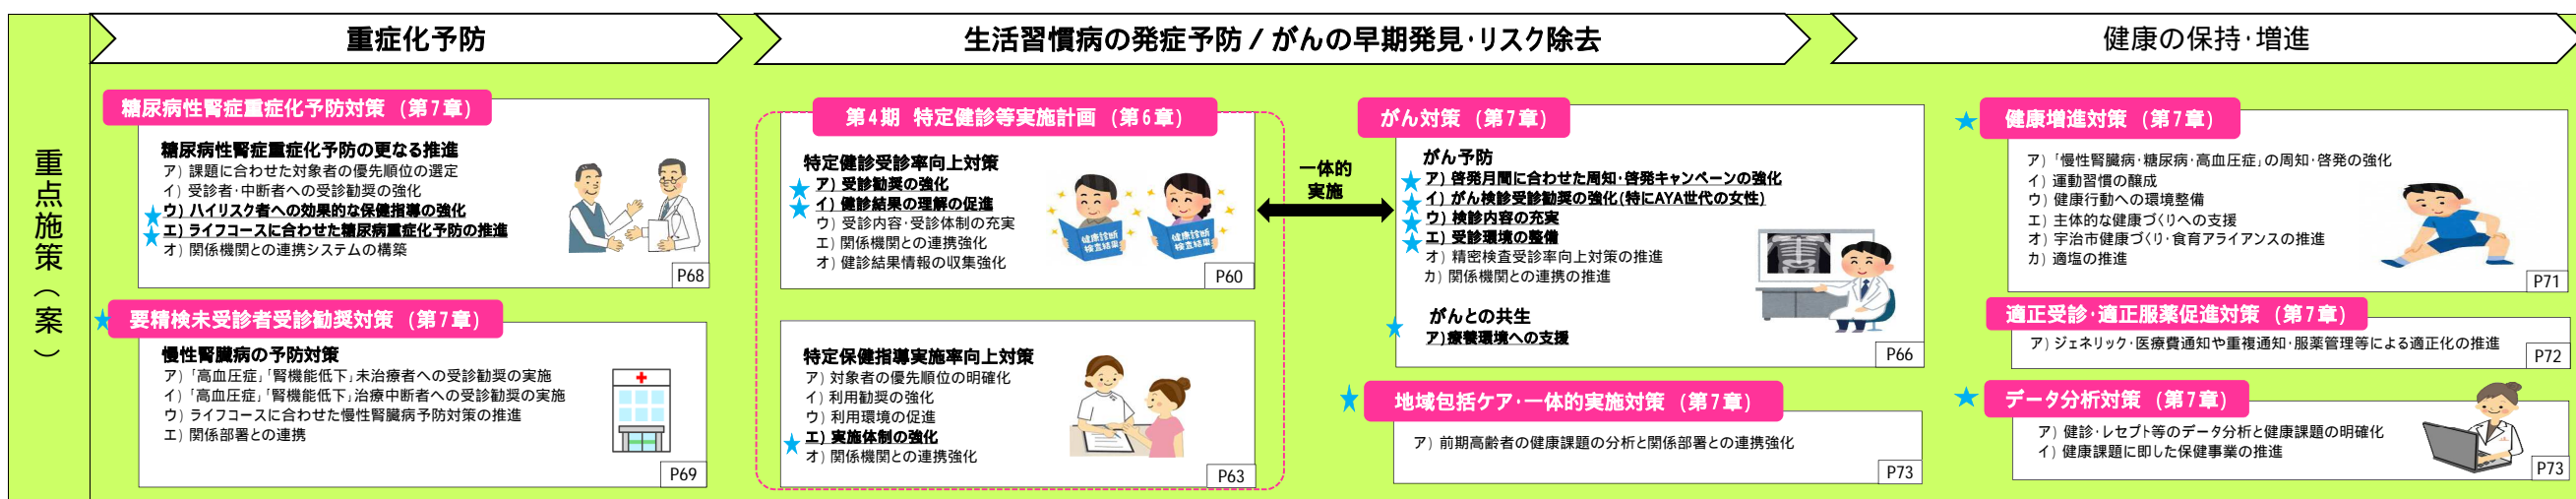 重点施策（案）
重症化予防
生活習慣病の発症予防 / がんの早期発見・リスク除去
健康の保持・増進
糖尿病性腎症重症化予防対策 （第7章）
糖尿病性腎症重症化予防の更なる推進
ア）課題に合わせた対象者の優先順位の選定
イ）受診者・中断者への受診勧奨の強化
★ウ）ハイリスク者への効果的な保健指導の強化
★エ）ライフコースに合わせた糖尿病重症化予防の推進
オ）関係機関との連携システムの構築
P68
★要精検未受診者受診勧奨対策 （第7章）
慢性腎臓病の予防対策
ア）「高血圧症」「腎機能低下」未治療者への受診勧奨の実施
イ）「高血圧症」「腎機能低下」治療中断者への受診勧奨の実施
ウ）ライフコースに合わせた慢性腎臓病予防対策の推進
エ）関係部署との連携
P69
第4期 特定健診等実施計画 （第6章）
特定健診受診率向上対策
★ア）受診勧奨の強化
★イ）健診結果の理解の促進
ウ）受診内容・受診体制の充実
エ）関係機関との連携強化
オ）健診結果情報の収集強化
健康診断
検査結果
健康診断
検査結果
P60
特定保健指導実施率向上対策
ア）対象者の優先順位の明確化
イ）利用勧奨の強化
ウ）利用環境の促進
★エ）実施体制の強化
オ）関係機関との連携強化
P63
一体的
実施
がん対策 （第7章）
がん予防
★ア）啓発月間に合わせた周知・啓発キャンペーンの強化
★イ）がん検診受診勧奨の強化(特にAYA世代の女性)
★ウ）検診内容の充実
★エ）受診環境の整備
オ）精密検査受診率向上対策の推進
カ）関係機関との連携の推進
がんとの共生
★ア）療養環境への支援
P66
★地域包括ケア・一体的実施対策 （第7章）
ア）前期高齢者の健康課題の分析と関係部署との連携強化
P73
★健康増進対策 （第7章）
ア）「慢性腎臓病・糖尿病・高血圧症」の周知・啓発の強化
イ）運動習慣の醸成
ウ）健康行動への環境整備
エ）主体的な健康づくりへの支援
オ）宇治市健康づくり・食育アライアンスの推進
カ）適塩の推進
P71
適正受診・適正服薬促進対策 （第7章）
ア）ジェネリック・医療費通知や重複通知・服薬管理等による適正化の推進
P72
★データ分析対策 （第7章）
ア）健診・レセプト等のデータ分析と健康課題の明確化
イ）健康課題に即した保健事業の推進
P73